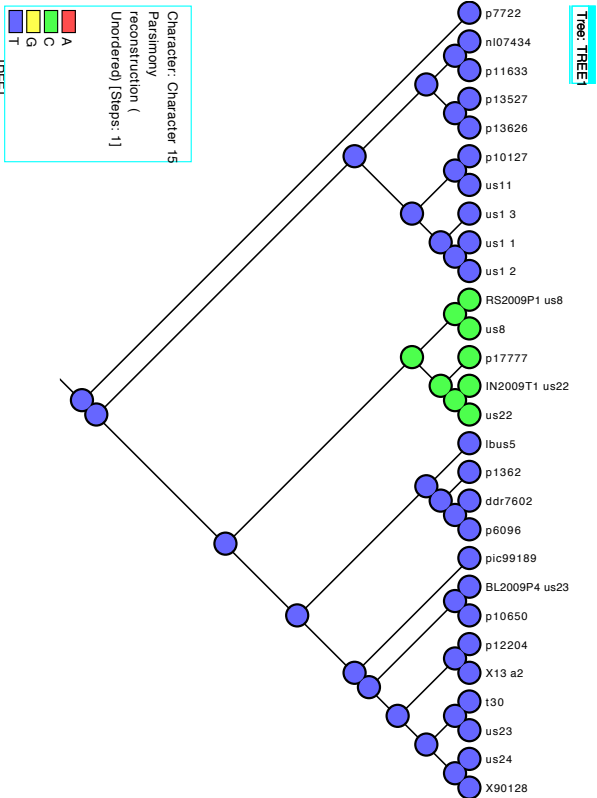 Tree: TREE1
p7722
nl07434
p11633
p13527
p13626
p10127
us11
us1 3
us1 1
us1 2
RS2009P1 us8
us8
p17777
IN2009T1 us22
us22
lbus5
p1362
ddr7602
p6096
pic99189
BL2009P4 us23
p10650
p12204
X13 a2
t30
us23
us24
X90128
Character: Character 15
Parsimony
reconstruction (
Unordered) [Steps: 1]
A
C
G
T